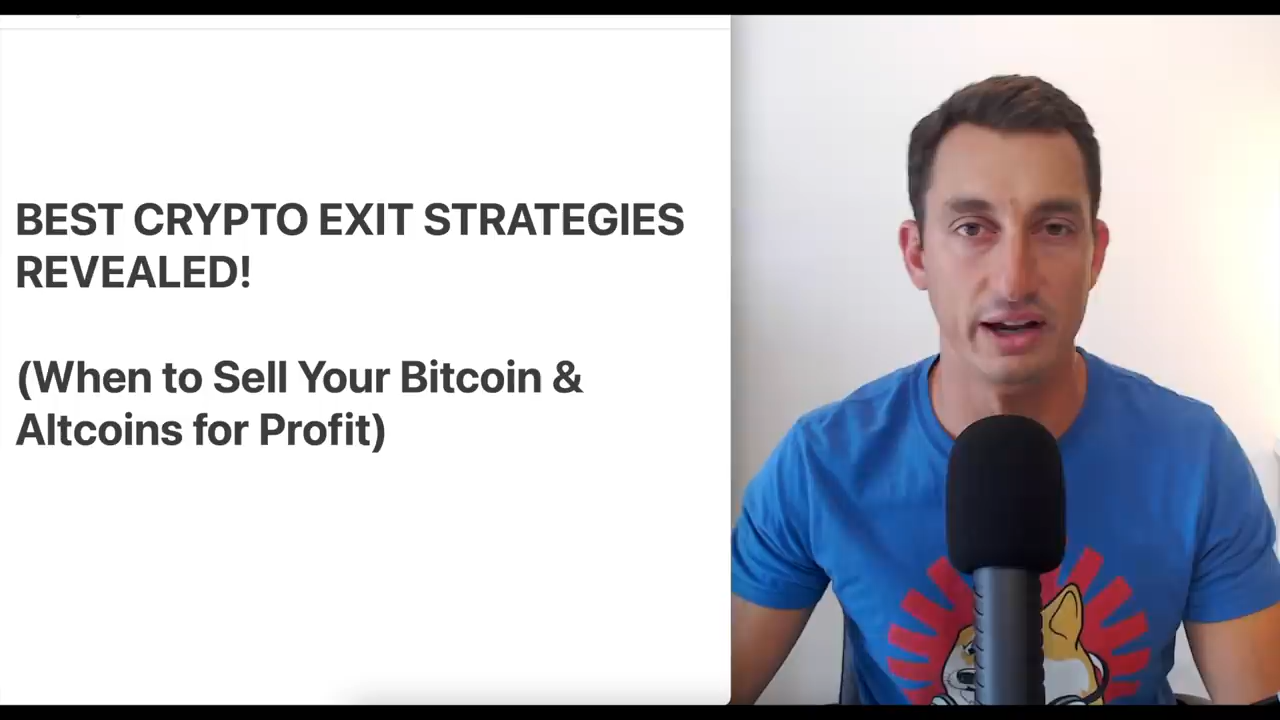 BEST CRYPTO EXIT STRATEGIES
REVEALED!
(When to Sell Your Bitcoin &
Altcoins for Profit)